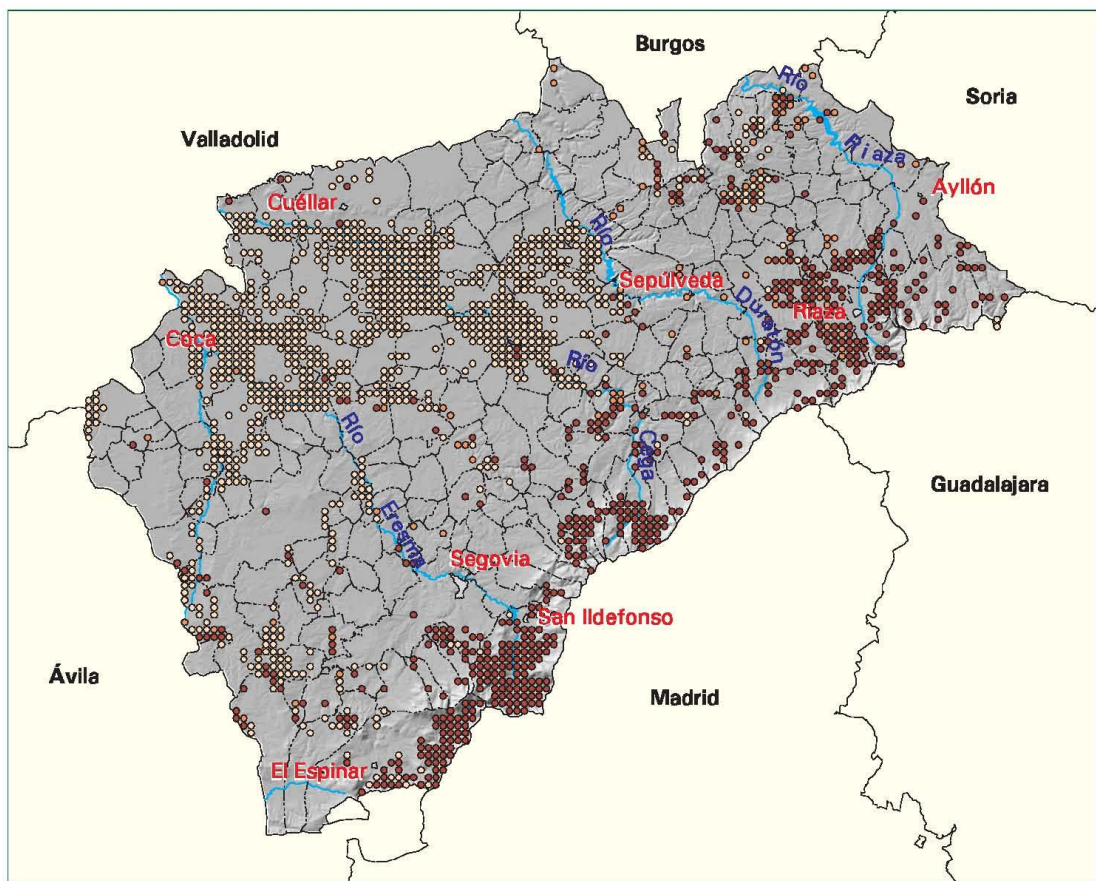 Burgos
Soria
Valladolid
Río
Riaza
Ayllón
Cuéllar
Río
Sepúlveda
Duratón
Riaza
Coca
Río
Cega
Río
Guadalajara
Eresma
Segovia
San Ildefonso
Ávila
Madrid
El Espinar